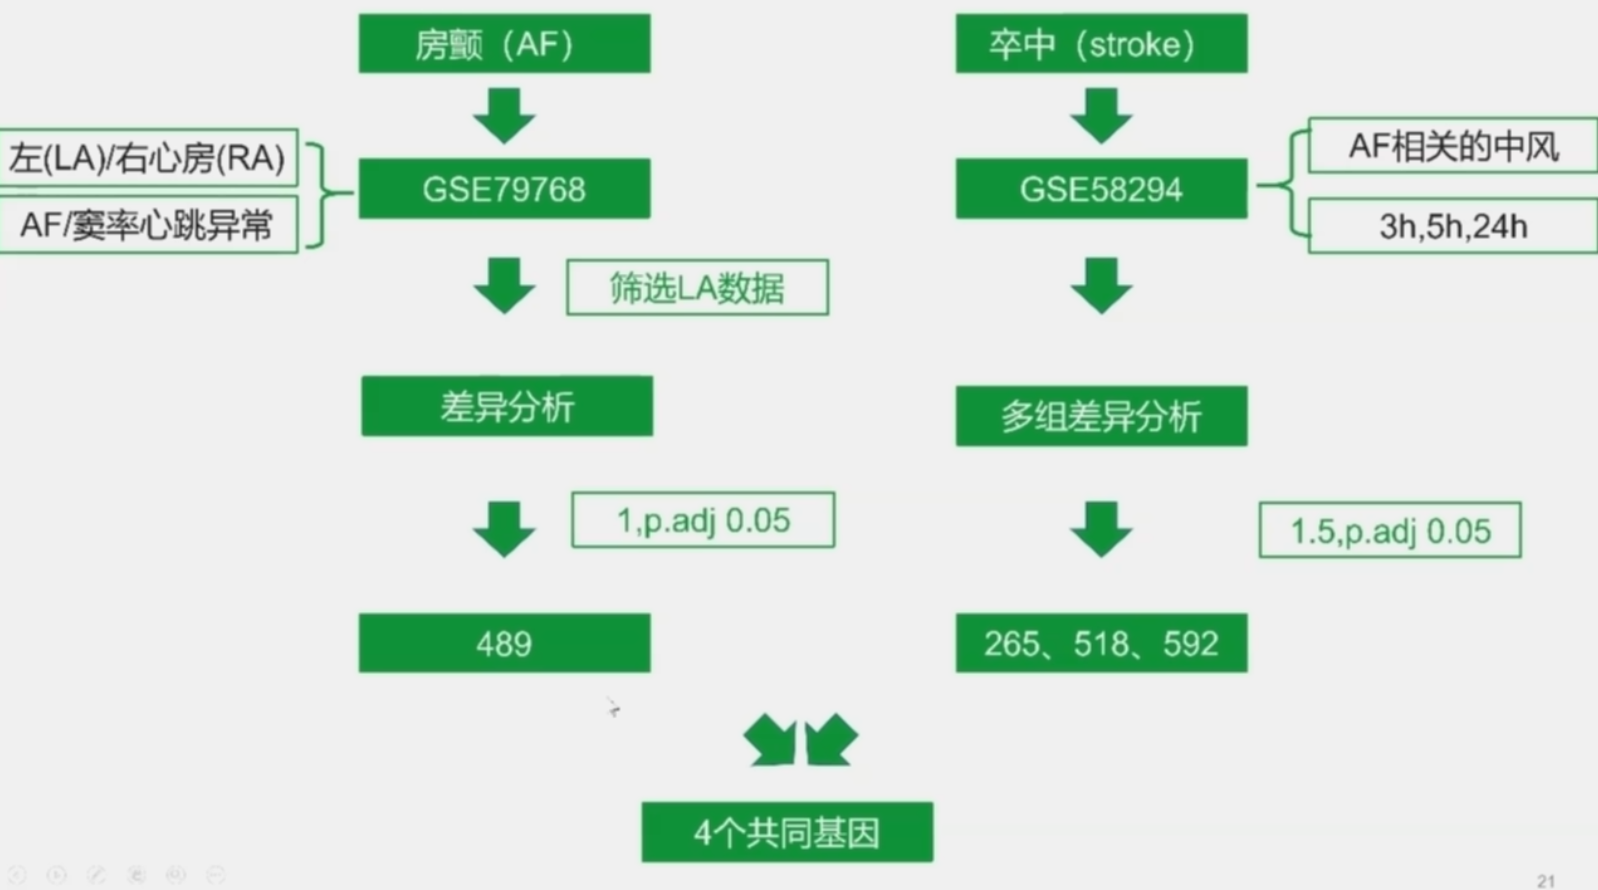 房颤（AF）
卒中（stroke）
左(LA)/右心房(RA)
AF/窦率心跳异常
GSE79768
GSE58294
AF相关的中风
3h,5h,24h
筛选LA数据
差异分析
多组差异分析
1,p.adj 0.05
1.5,p.adj 0.05
489
265、518、592
4个共同基因
21